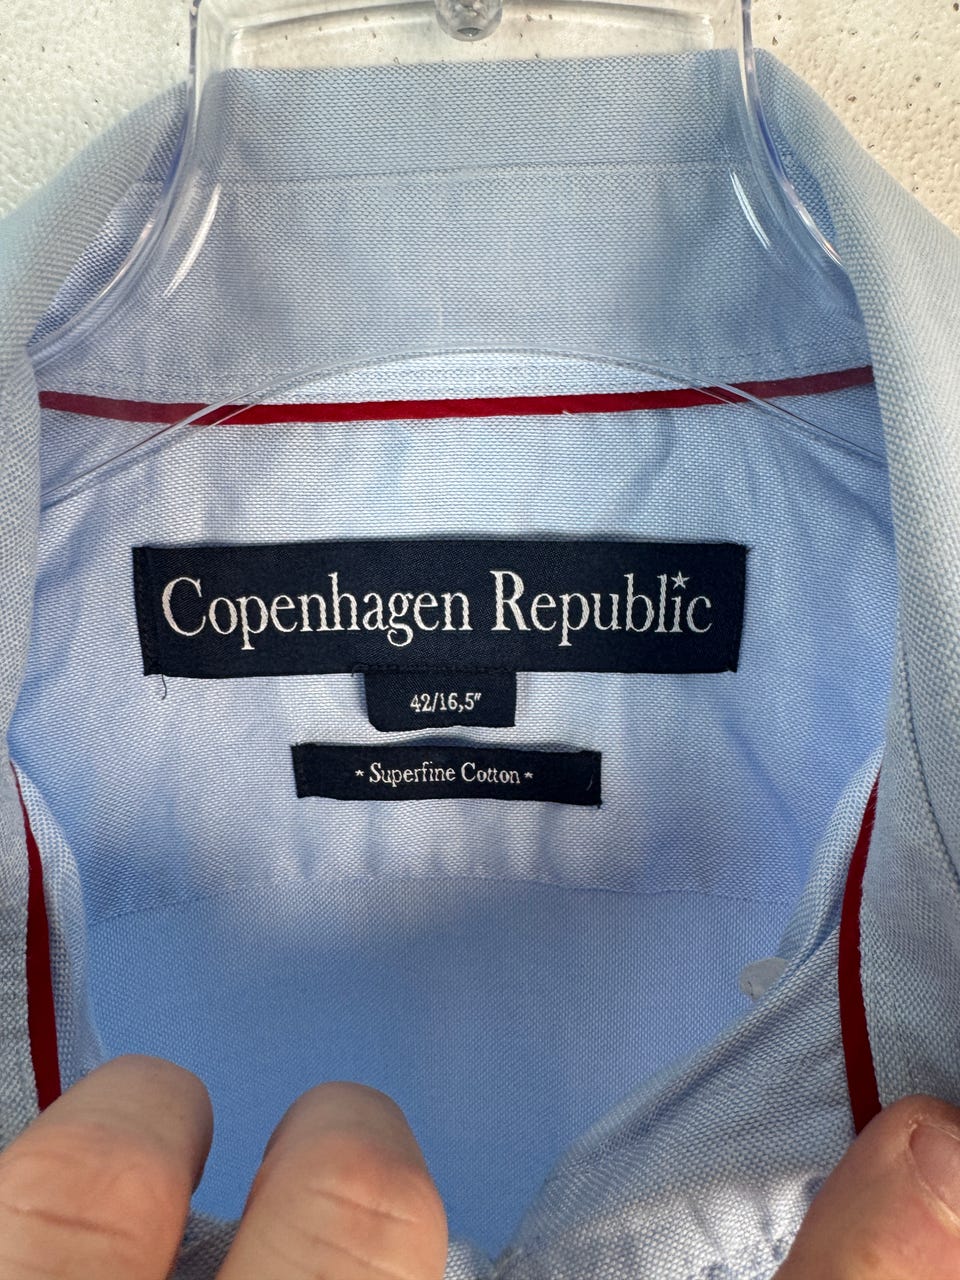 Copenhagen Republic
42/16,5"
* Superfine Cotton *